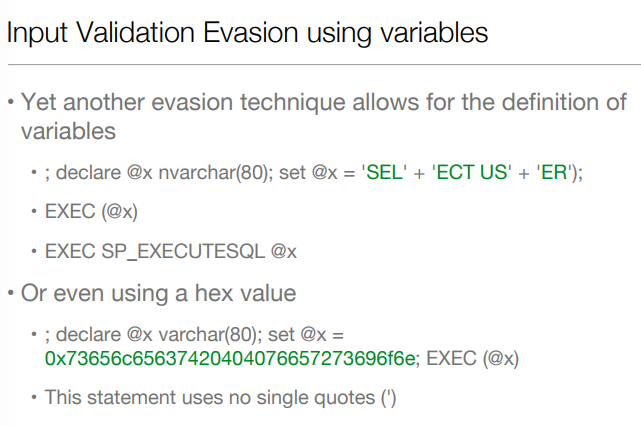 Input Validation Evasion using variables
• Yet another evasion technique allows for the definition of
variables
• ; declare @x nvarchar(80); set @x = 'SEL' + 'ECT US' + 'ER');
• EXEC (@x)
• EXEC SP_EXECUTESQL @x
• Or even using a hex value
• ; declare @x varchar(80); set @x =
0x73656c65637420404076657273696f6e; EXEC (@x)
• This statement uses no single quotes (')